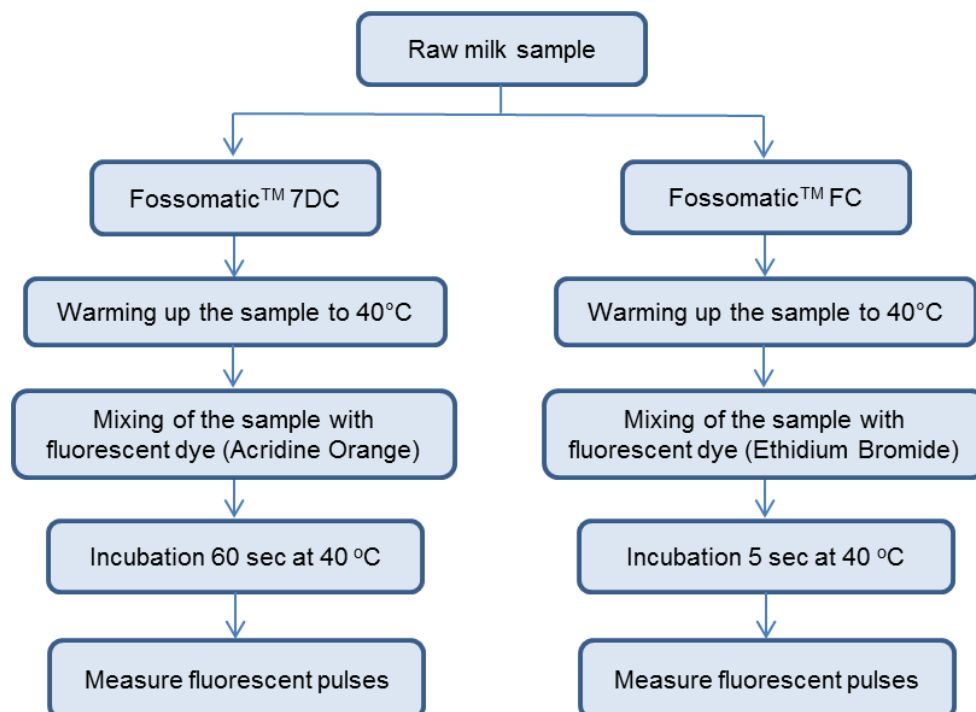 Raw milk sample
Fossomatic™ 7DC
Warming up the sample to 40°C
Mixing of the sample with
fluorescent dye (Acridine Orange)
Incubation 60 sec at 40 ºC
Measure fluorescent pulses
Fossomatic™ FC
Warming up the sample to 40°C
Mixing of the sample with
fluorescent dye (Ethidium Bromide)
Incubation 5 sec at 40 ºC
Measure fluorescent pulses